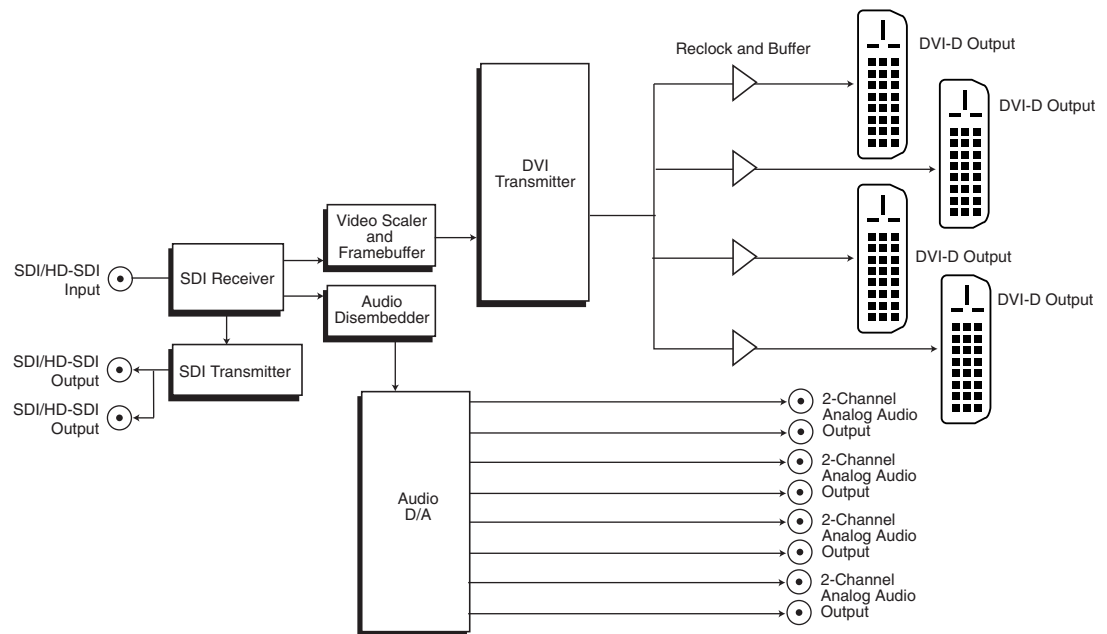 Reclock and Buffer
DVI-D Output
DVI-D Output
DVI
Transmitter
Video Scaler
and
Framebuffer
SDI/HD-SDI
Input
SDI Receiver
DVI-D Output
DVI-D Output
Audio
Disembedder
SDI/HD-SDI
Output
SDI Transmitter
SDI/HD-SDI
Output
Audio
D/A
2-Channel
Analog Audio
Output
2-Channel
Analog Audio
Output
2-Channel
Analog Audio
Output
2-Channel
Analog Audio
Output